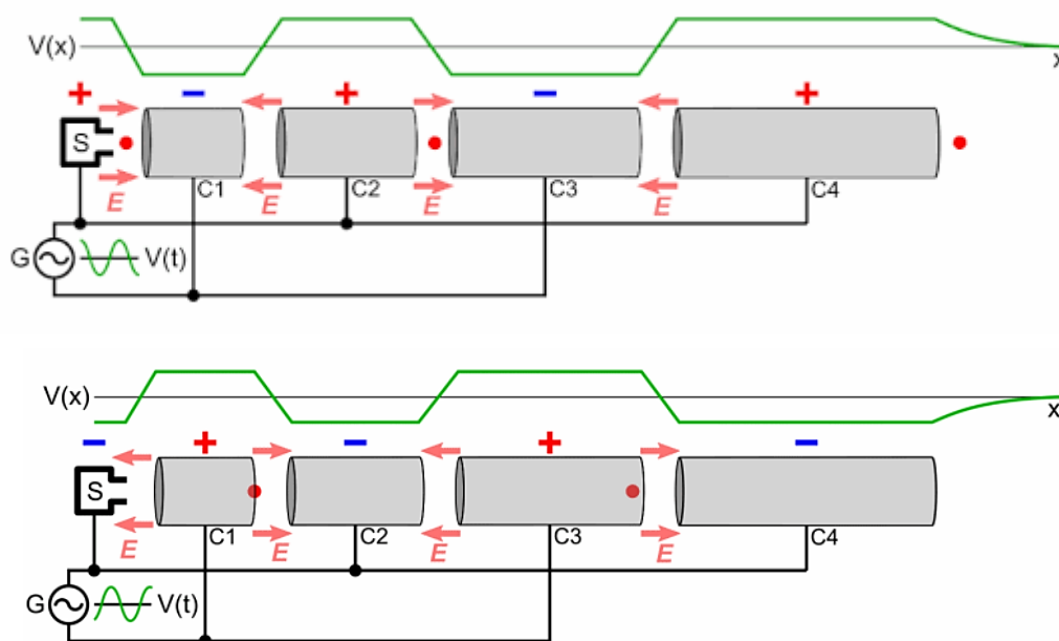 V(x)
x
+ − + − +
S
C1 C2 C3 C4
E E E E
G V(t)
V(x)
x
− + − + −
S
C1 C2 C3 C4
E E E E
G V(t)